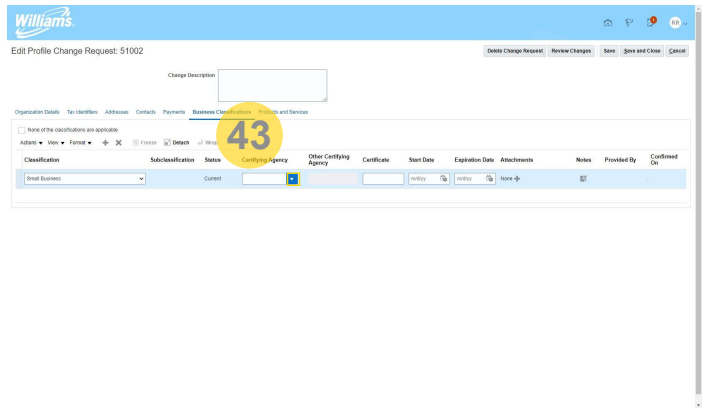 Williams.
RR
Edit Profile Change Request: 51002
Delete Change Request Review Changes Save Save and Close Cancel
Change Description
Organization Details Tax Identifiers Addresses Contacts Payments Business Classifications Products and Services
None of the classifications are applicable
43
Actions View Format Freeze Detach Wrap
Classification Subclassification Status Certifying Agency Other Certifying Agency Certificate Start Date Expiration Date Attachments Notes Provided By Confirmed On
Small Business Current m/d/yy m/d/yy None